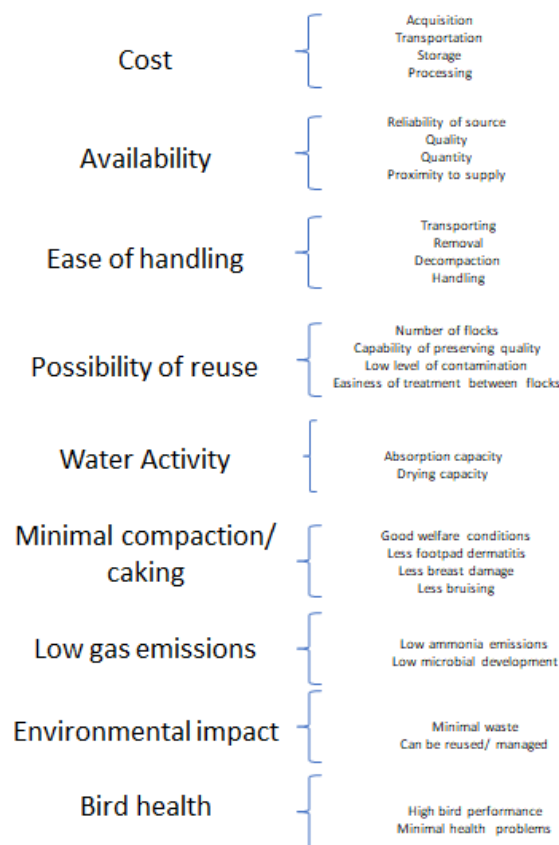 Cost
Acquisition
Transportation
Storage
Processing
Availability
Reliability of source
Quality
Quantity
Proximity to supply
Ease of handling
Transporting
Removal
Decompaction
Handling
Possibility of reuse
Number of flocks
Capability of preserving quality
Low level of contamination
Easiness of treatment between flocks
Water Activity
Absorption capacity
Drying capacity
Minimal compaction/
caking
Good welfare conditions
Less footpad dermatitis
Less breast damage
Less bruising
Low gas emissions
Low ammonia emissions
Low microbial development
Environmental impact
Minimal waste
Can be reused/ managed
Bird health
High bird performance
Minimal health problems